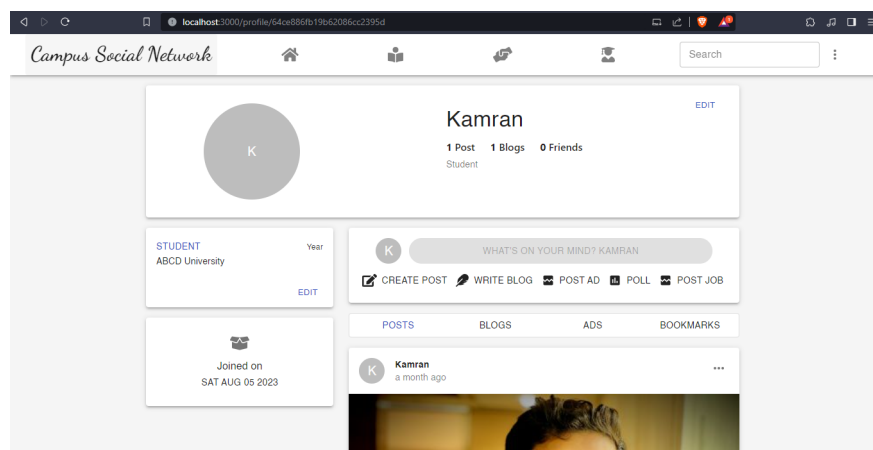 localhost:3000/profile/64ce886fb19b62086cc2395d
Campus Social Network
Search
K
Kamran
EDIT
1 Post 1 Blogs 0 Friends
Student
STUDENT Year
ABCD University
EDIT
K WHAT'S ON YOUR MIND? KAMRAN
CREATE POST WRITE BLOG POST AD POLL POST JOB
Joined on
SAT AUG 05 2023
POSTS BLOGS ADS BOOKMARKS
K Kamran
a month ago